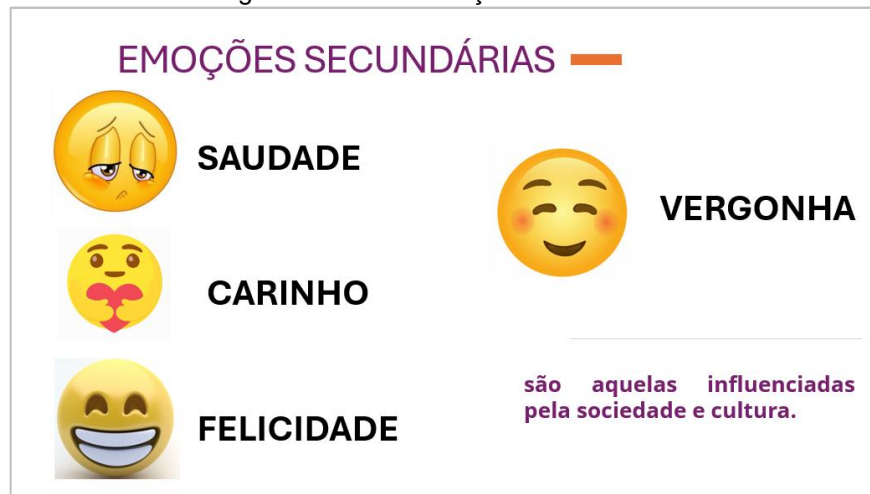 EMOÇÕES SECUNDÁRIAS
SAUDADE
CARINHO
FELICIDADE
VERGONHA
são aquelas influenciadas
pela sociedade e cultura.